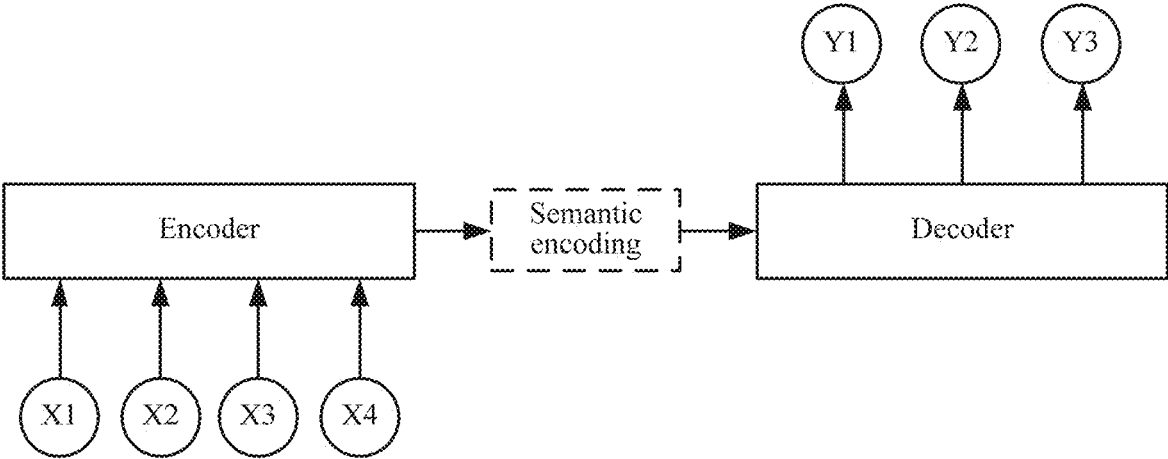 Y1 Y2 Y3
Encoder
Semantic
encoding
Decoder
X1 X2 X3 X4